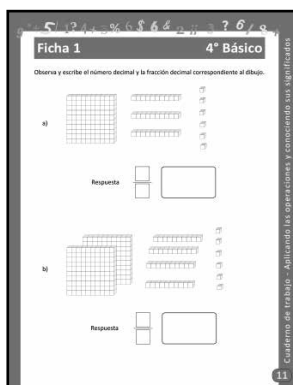 Ficha 1
4° Básico
Observa y escribe el número decimal y la fracción decimal correspondiente al dibujo.
a)
Respuesta
b)
Respuesta
Cuaderno de trabajo - Aplicando las operaciones y conociendo sus significados
11